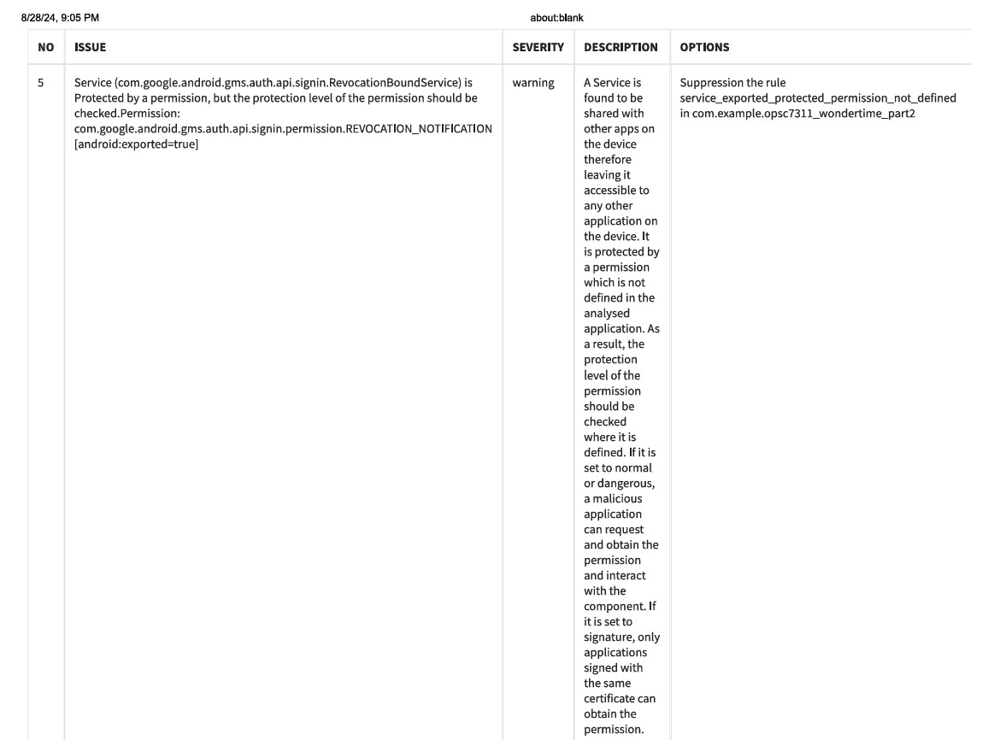 8/28/24, 9:05 PM
about:blank
NO
ISSUE
SEVERITY
DESCRIPTION
OPTIONS
5
Service (com.google.android.gms.auth.api.signin.RevocationBoundService) is
Protected by a permission, but the protection level of the permission should be
checked.Permission:
com.google.android.gms.auth.api.signin.permission.REVOCATION_NOTIFICATION
[android:exported=true]
warning
A Service is
found to be
shared with
other apps on
the device
therefore
leaving it
accessible to
any other
application on
the device. It
is protected by
a permission
which is not
defined in the
analysed
application. As
a result, the
protection
level of the
permission
should be
checked
where it is
defined. If it is
set to normal
or dangerous,
a malicious
application
can request
and obtain the
permission
and interact
with the
component. If
it is set to
signature, only
applications
signed with
the same
certificate can
obtain the
permission.
Suppression the rule
service_exported_protected_permission_not_defined
in com.example.opsc7311_wondertime_part2